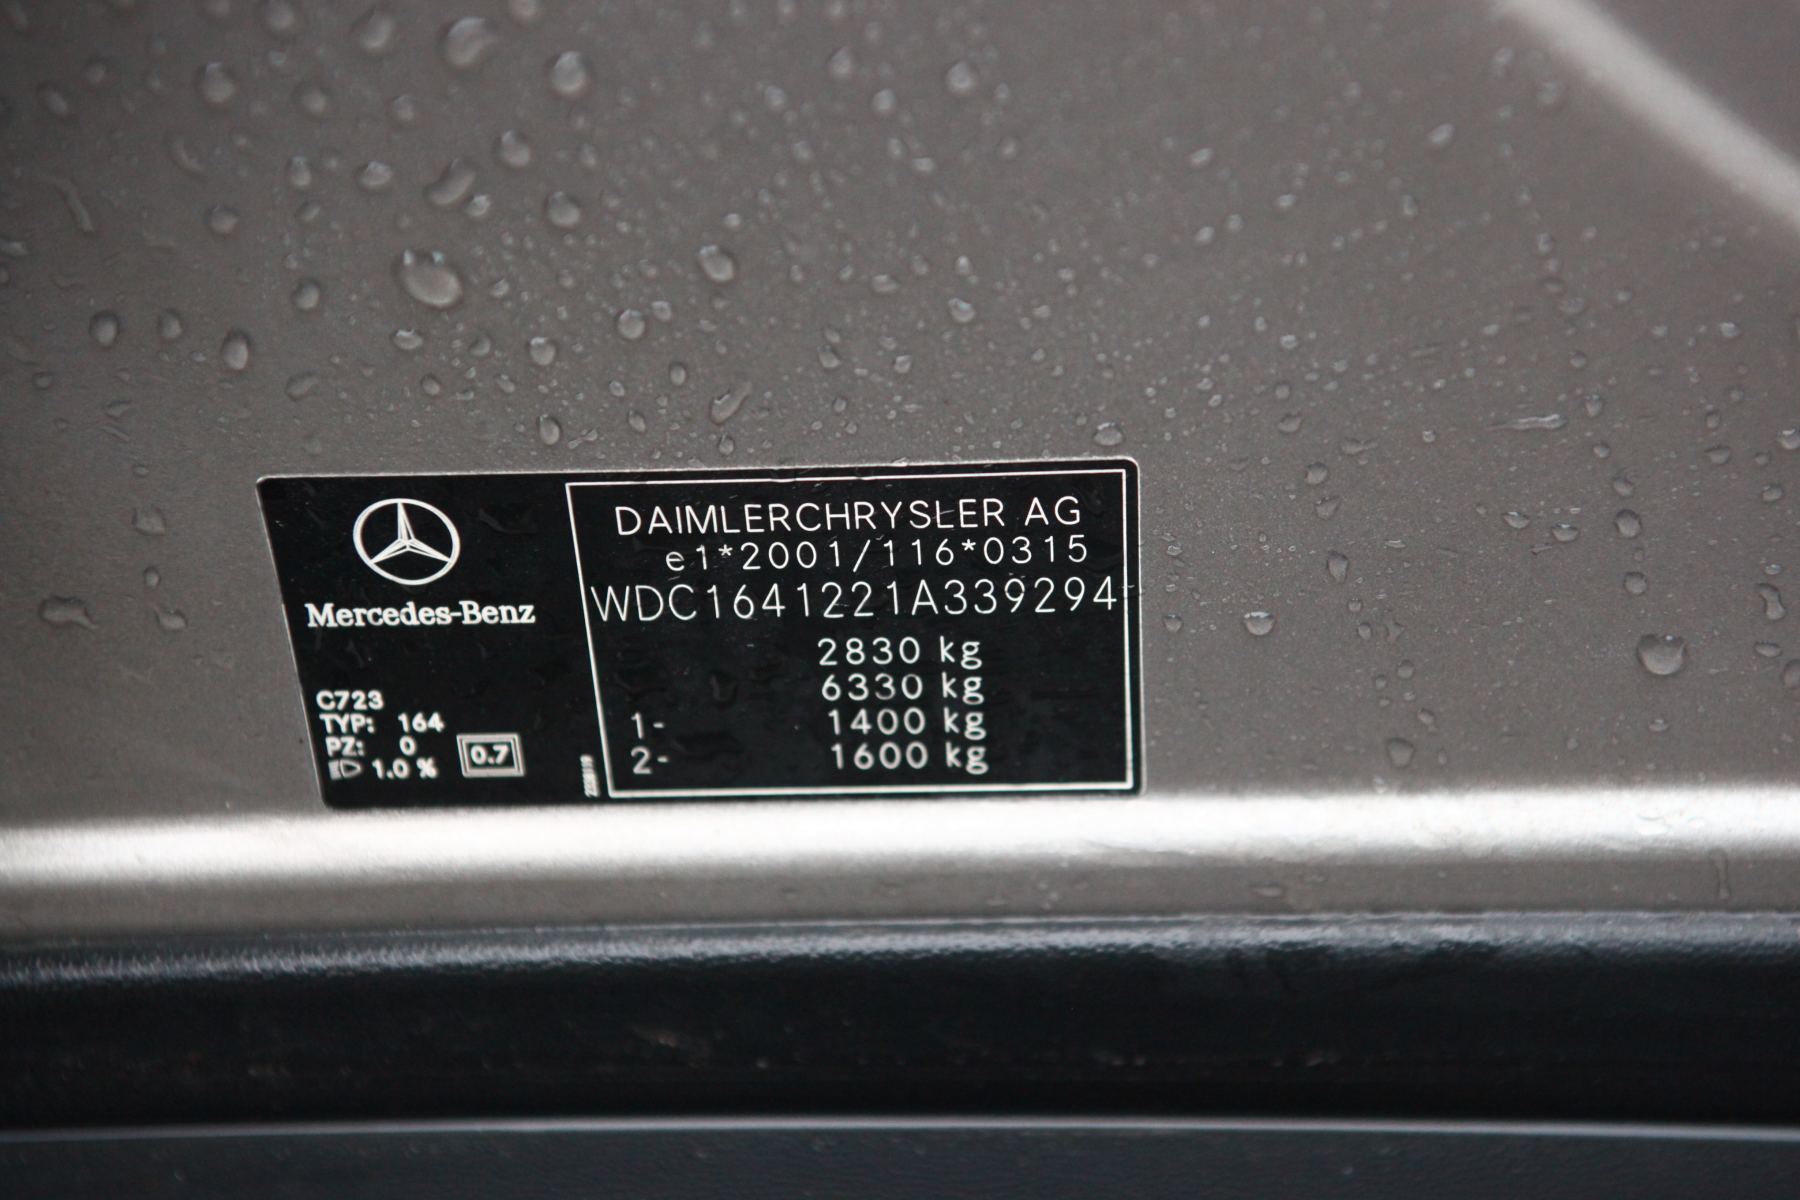 Mercedes-Benz
C723
TYP: 164
PZ: 0
1.0 %
0.7
DAIMLERCHRYSLER AG
e1*2001/116*0315
WDC1641221A339294
2830 kg
6330 kg
1- 1400 kg
2- 1600 kg